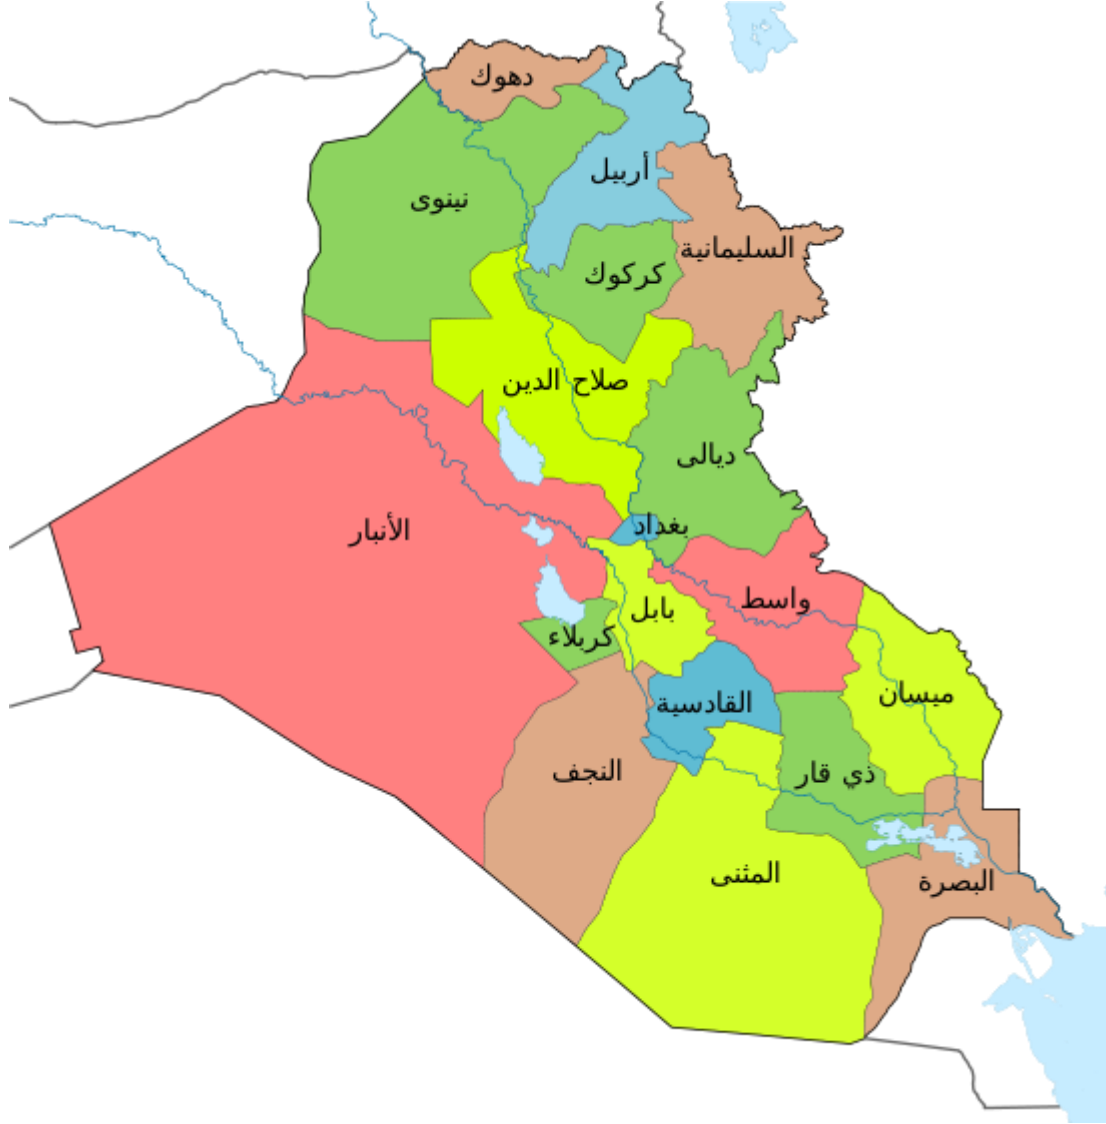 دهوك
أربيل
نينوى
السليمانية
كركوك
صلاح الدين
ديالى
الأنبار
بغداد
واسط
بابل
كربلاء
ميسان
القادسية
النجف
ذي قار
المثنى
البصرة